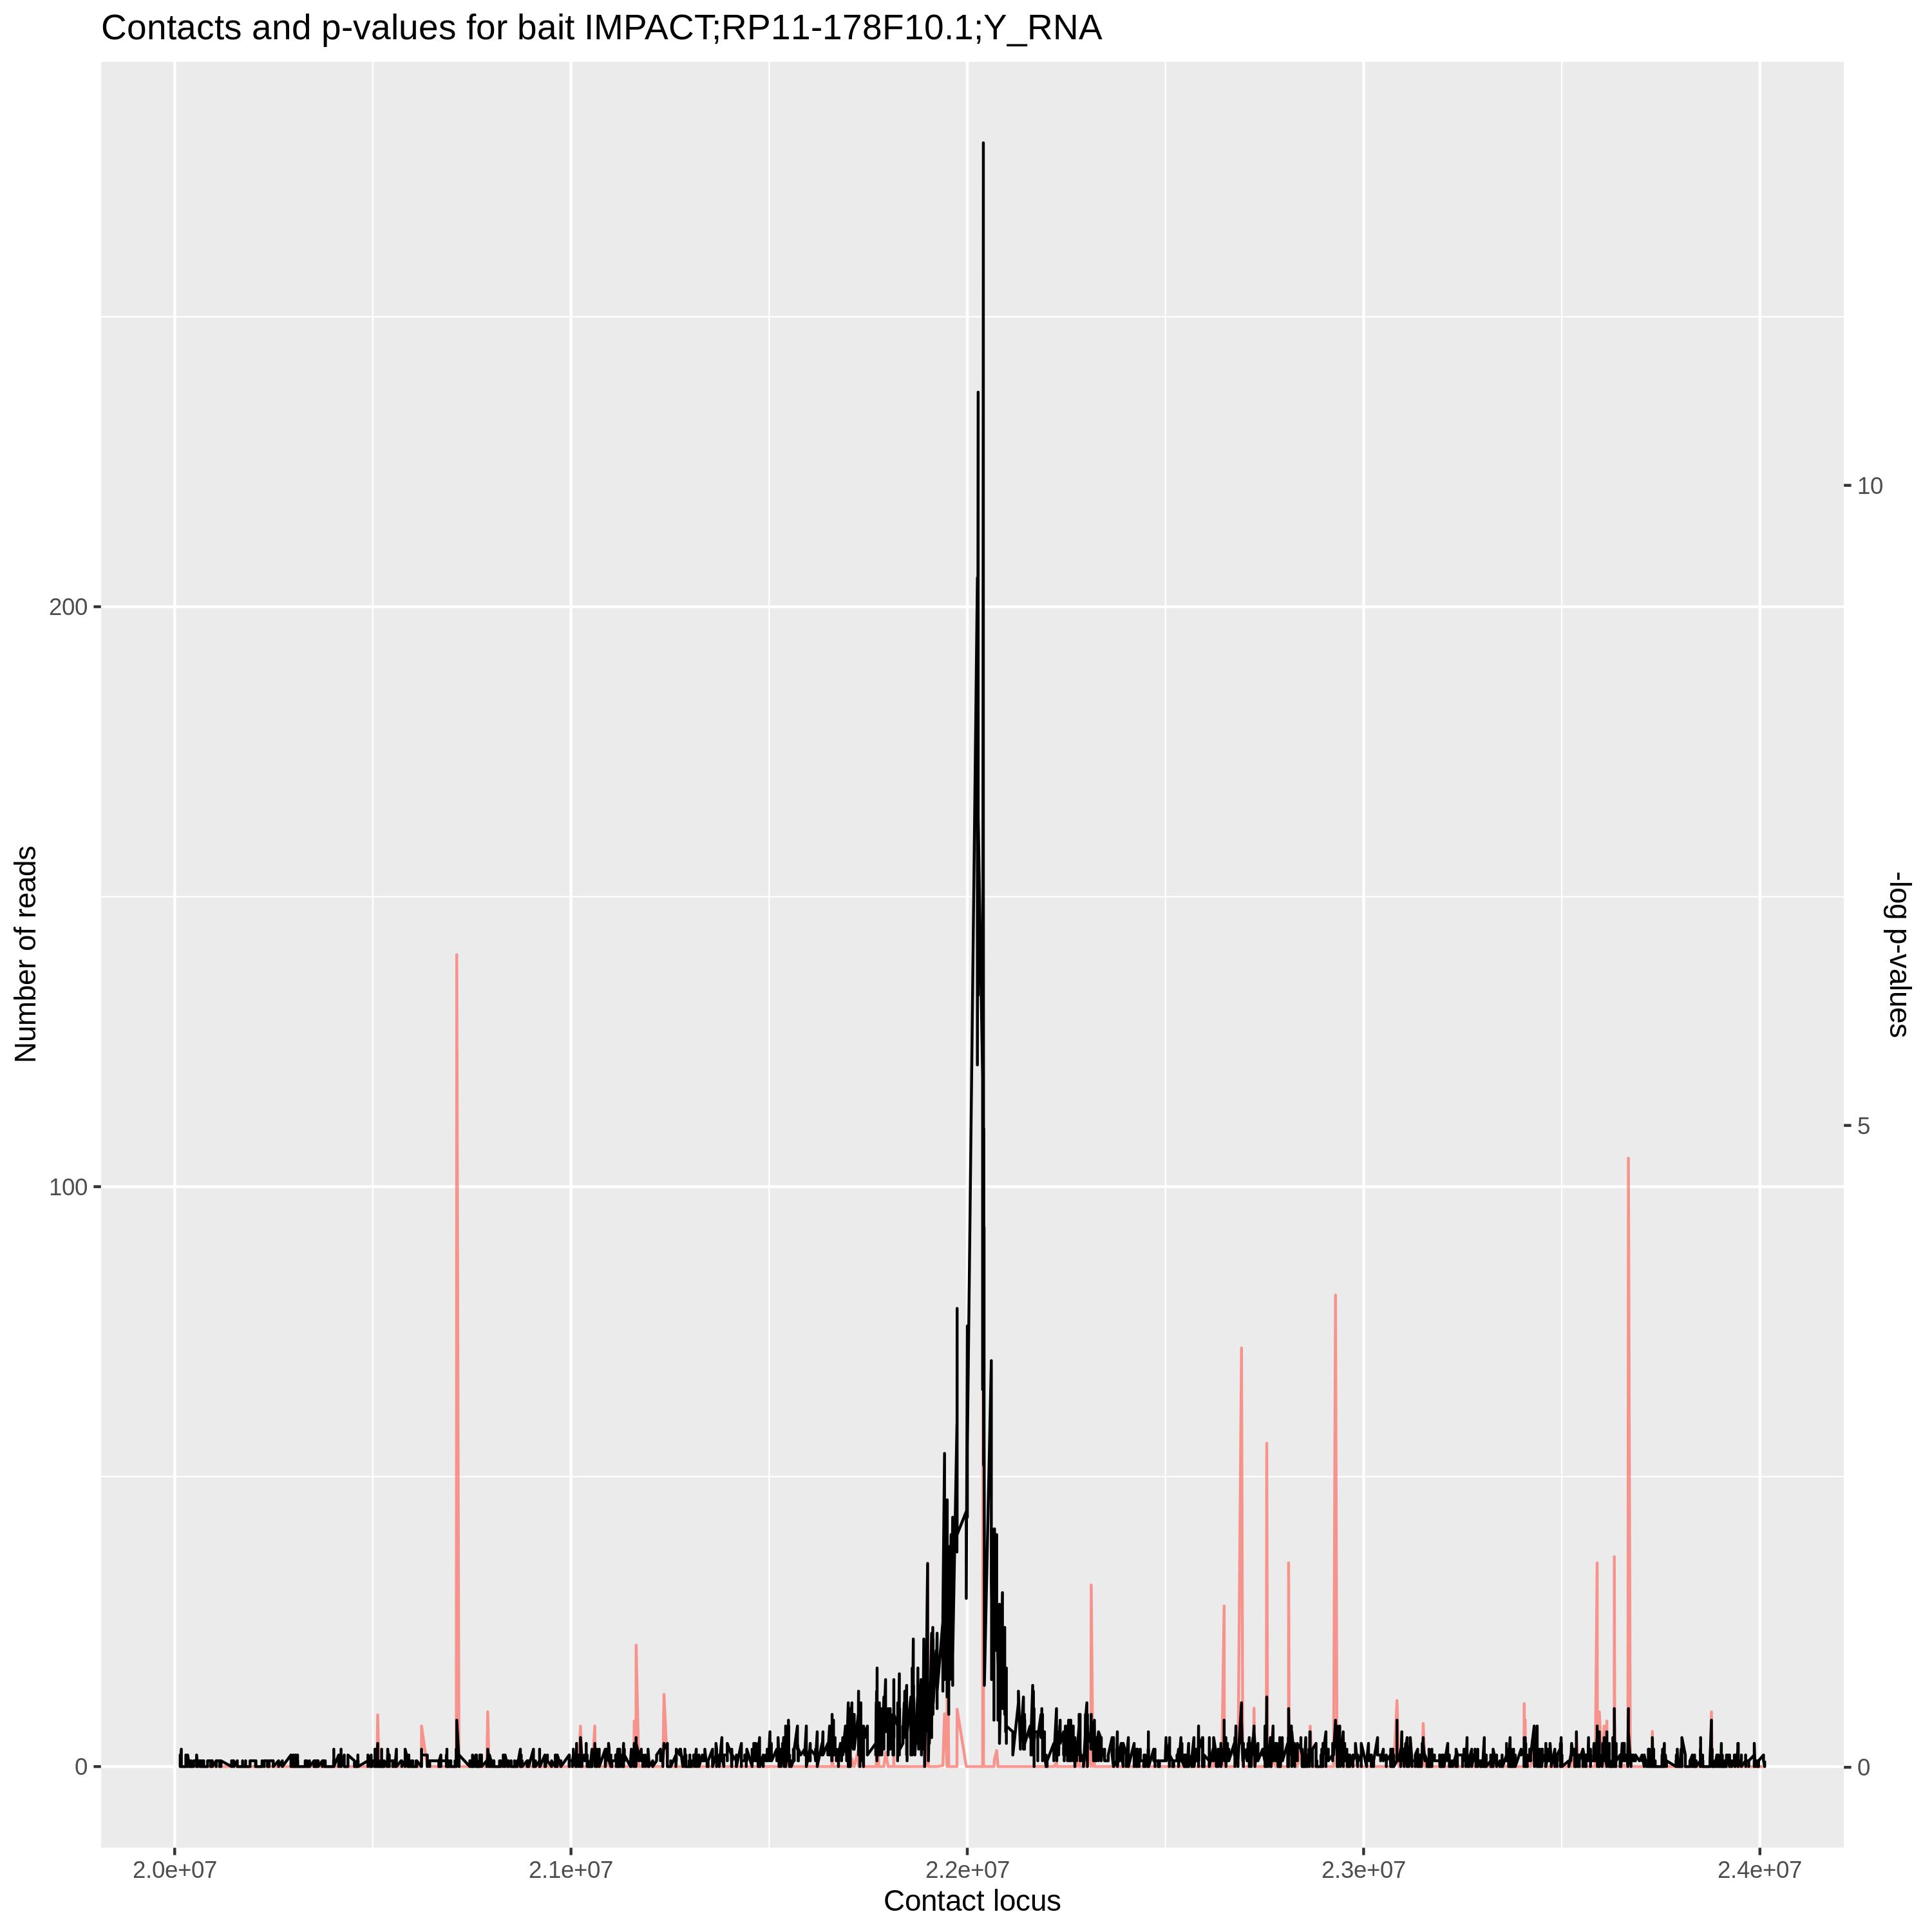 Contacts and p-values for bait IMPACT;RP11-178F10.1;Y_RNA
Number of reads
200
100
0
10
5
0
-log p-values
2.0e+07
2.1e+07
2.2e+07
2.3e+07
2.4e+07
Contact locus